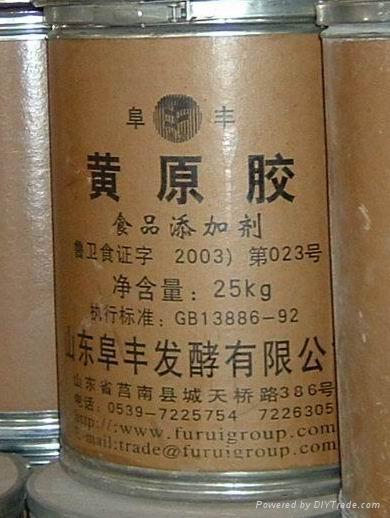 阜 丰
黄原胶
食品添加剂
鲁卫食证字 2003) 第023号
净含量: 25kg
执行标准: GB13886-92
山东阜丰发酵有限公
山东省莒南县城天桥路386号
电话: 0539-7225754 7226305
http://:www.furuigroup.com
E-mail:trade@furuigroup.com
Powered by DIYTrade.com